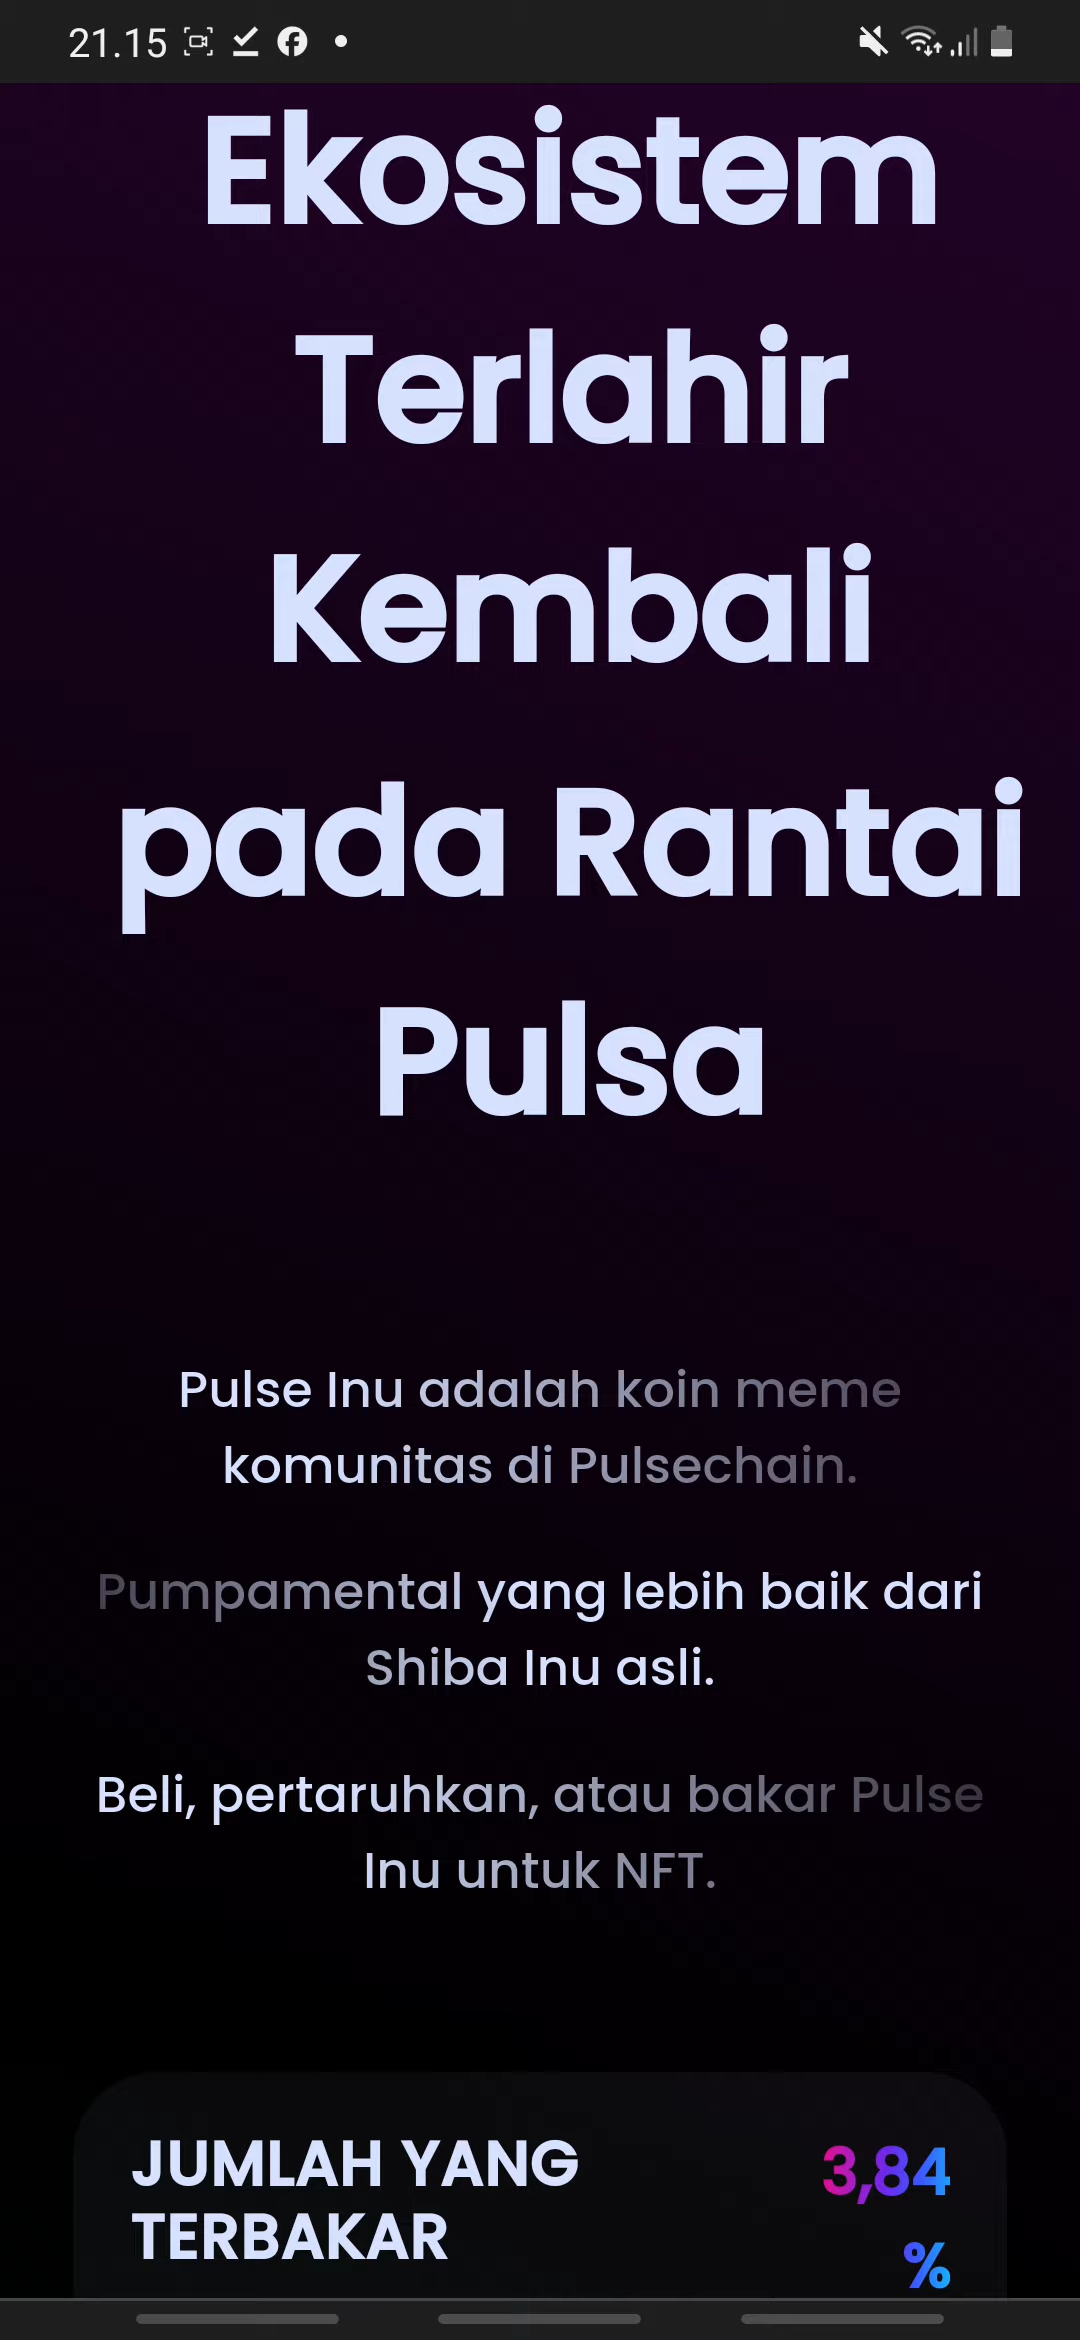 21.15
Ekosistem
Terlahir
Kembali
pada Rantai
Pulsa
Pulse Inu adalah koin meme
komunitas di Pulsechain.
Pumpamental yang lebih baik dari
Shiba Inu asli.
Beli, pertaruhkan, atau bakar Pulse
Inu untuk NFT.
JUMLAH YANG
TERBAKAR
3,84
%